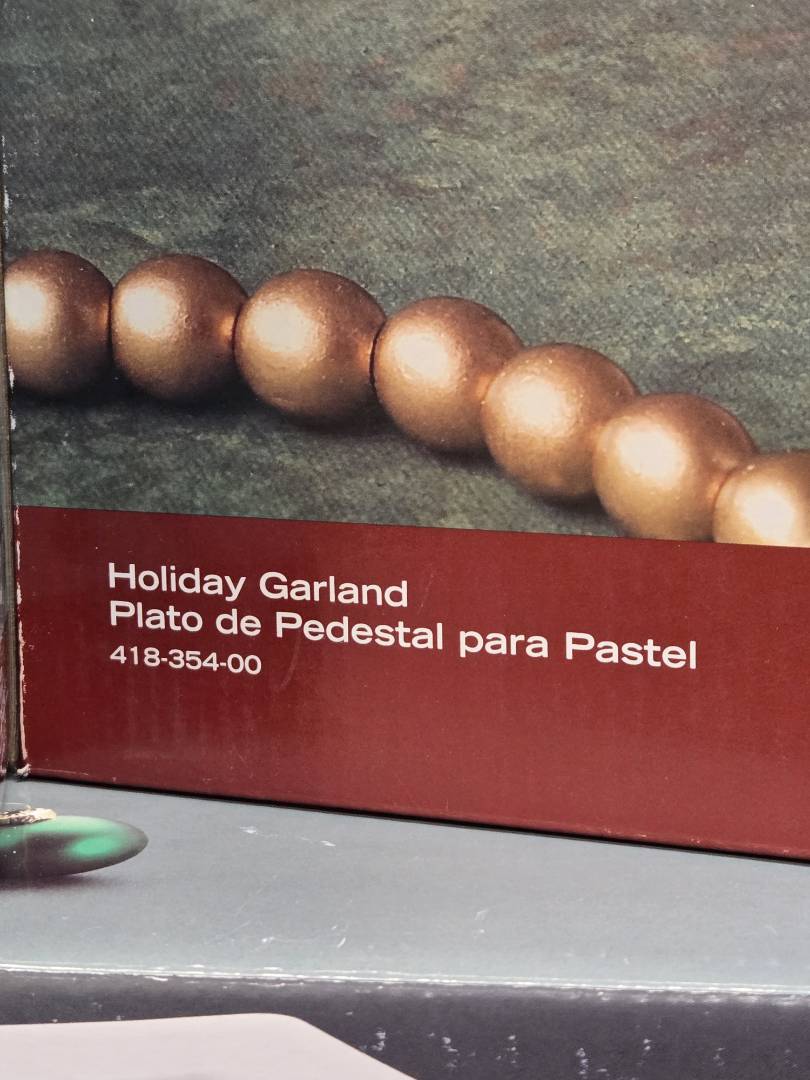 Holiday Garland
Plato de Pedestal para Pastel
418-354-00